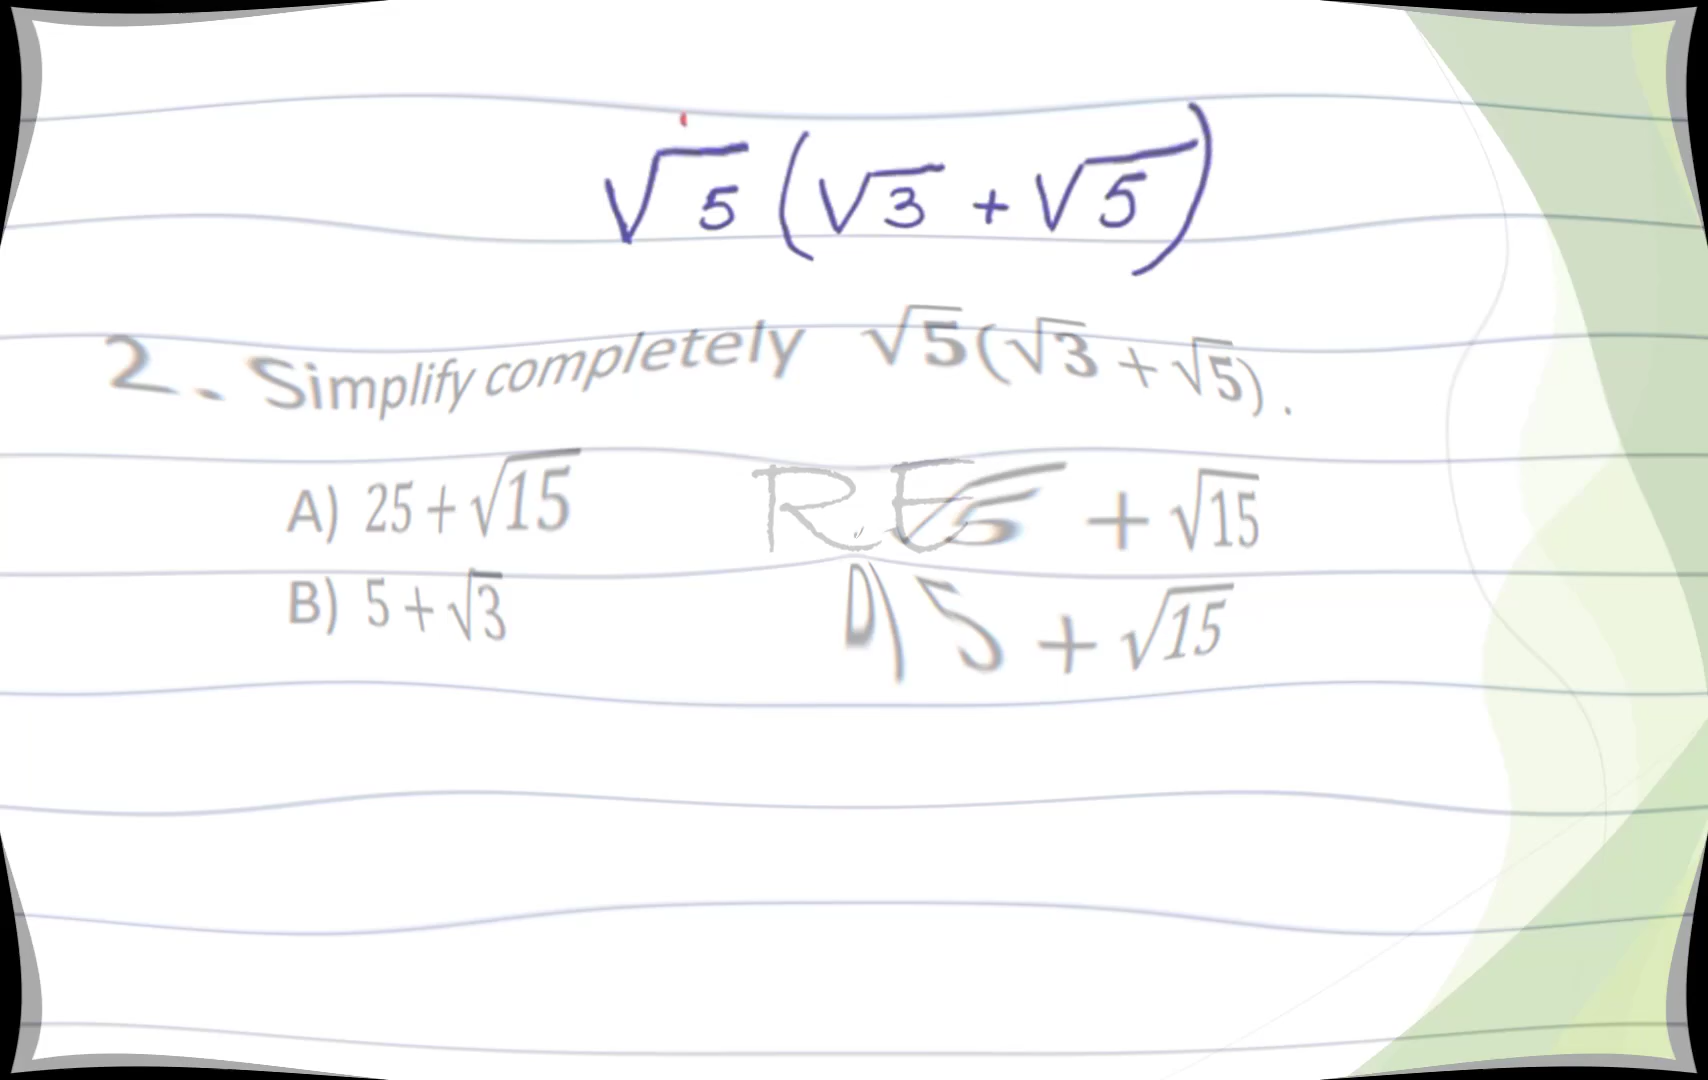 √5 (√3 + √5)
2. Simplify completely √5(√3 + √5).
A) 25 + √15
+ √15
B) 5 + √3
D) 5 + √15